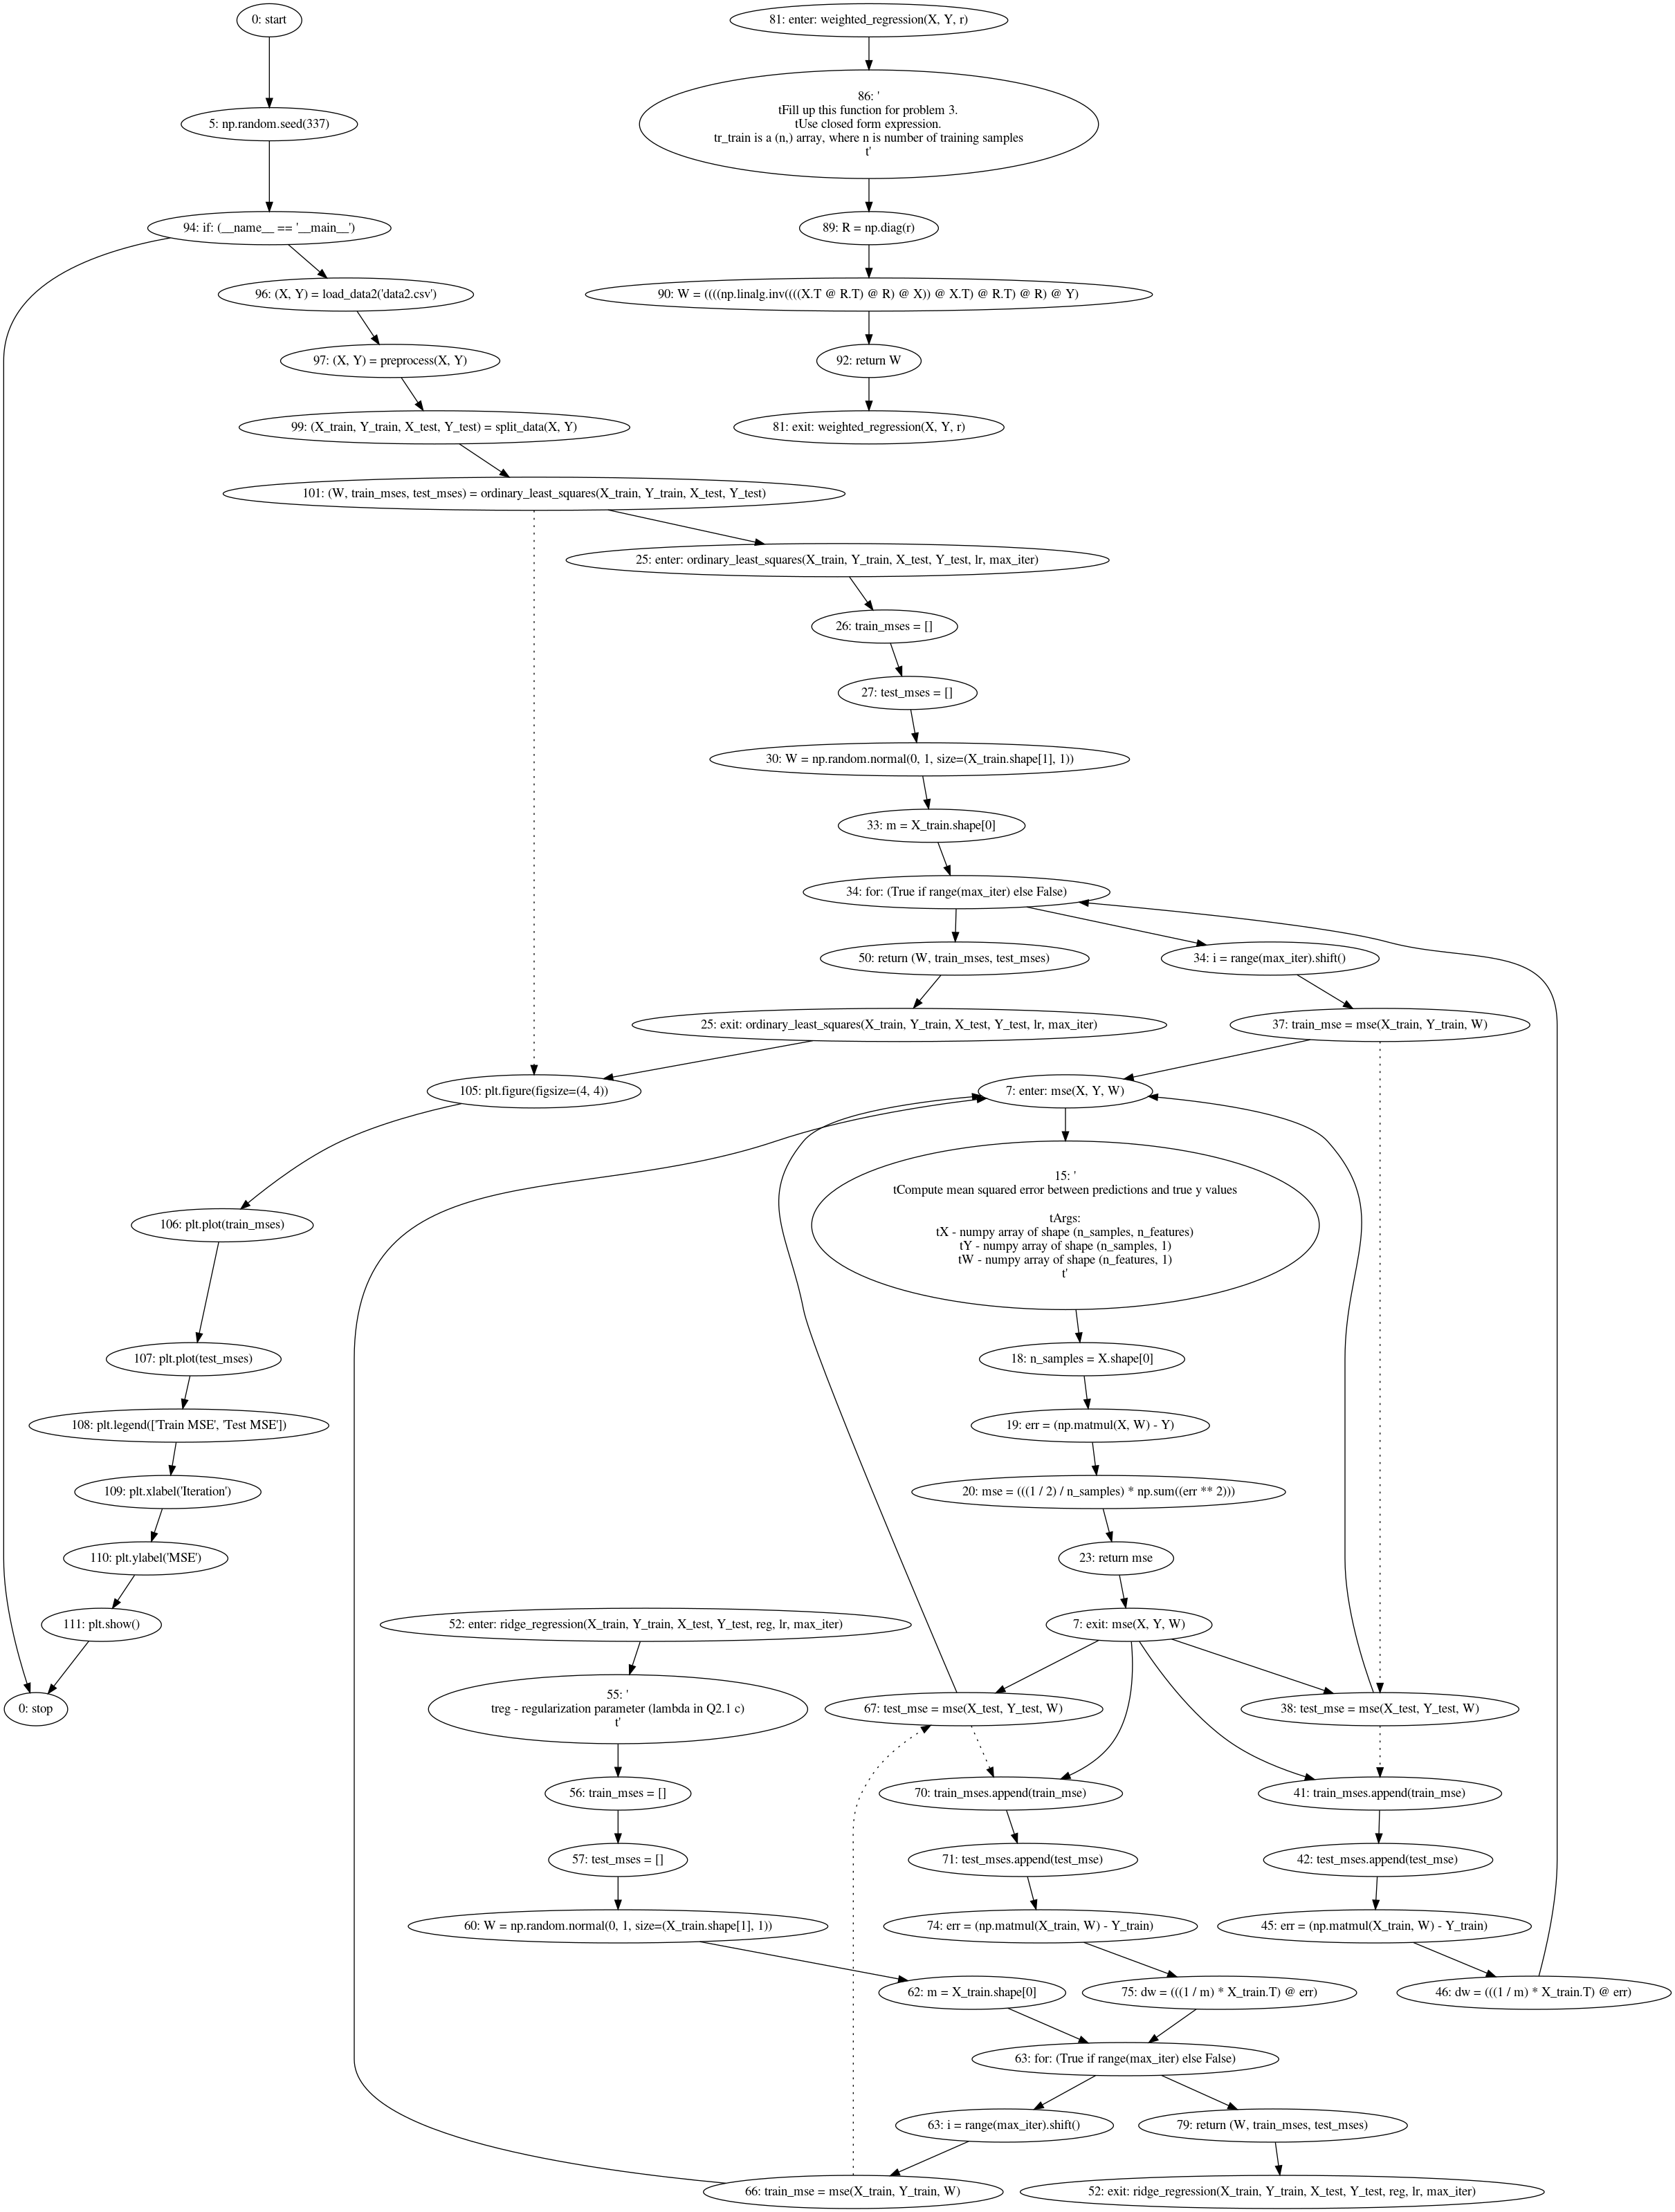 0: start
81: enter: weighted_regression(X, Y, r)
5: np.random.seed(337)
86: '
tFill up this function for problem 3.
tUse closed form expression.
tr_train is a (n,) array, where n is number of training samples
t'
94: if: (__name__ == '__main__')
89: R = np.diag(r)
96: (X, Y) = load_data2('data2.csv')
90: W = ((((np.linalg.inv((((X.T @ R.T) @ R) @ X)) @ X.T) @ R.T) @ R) @ Y)
97: (X, Y) = preprocess(X, Y)
92: return W
99: (X_train, Y_train, X_test, Y_test) = split_data(X, Y)
81: exit: weighted_regression(X, Y, r)
101: (W, train_mses, test_mses) = ordinary_least_squares(X_train, Y_train, X_test, Y_test)
25: enter: ordinary_least_squares(X_train, Y_train, X_test, Y_test, lr, max_iter)
26: train_mses = []
27: test_mses = []
30: W = np.random.normal(0, 1, size=(X_train.shape[1], 1))
33: m = X_train.shape[0]
34: for: (True if range(max_iter) else False)
50: return (W, train_mses, test_mses)
34: i = range(max_iter).shift()
25: exit: ordinary_least_squares(X_train, Y_train, X_test, Y_test, lr, max_iter)
37: train_mse = mse(X_train, Y_train, W)
105: plt.figure(figsize=(4, 4))
7: enter: mse(X, Y, W)
106: plt.plot(train_mses)
15: '
tCompute mean squared error between predictions and true y values
tArgs:
tX - numpy array of shape (n_samples, n_features)
tY - numpy array of shape (n_samples, 1)
tW - numpy array of shape (n_features, 1)
t'
107: plt.plot(test_mses)
18: n_samples = X.shape[0]
108: plt.legend(['Train MSE', 'Test MSE'])
19: err = (np.matmul(X, W) - Y)
109: plt.xlabel('Iteration')
20: mse = (((1 / 2) / n_samples) * np.sum((err ** 2)))
110: plt.ylabel('MSE')
23: return mse
111: plt.show()
52: enter: ridge_regression(X_train, Y_train, X_test, Y_test, reg, lr, max_iter)
7: exit: mse(X, Y, W)
0: stop
55: '
treg - regularization parameter (lambda in Q2.1 c)
t'
67: test_mse = mse(X_test, Y_test, W)
38: test_mse = mse(X_test, Y_test, W)
56: train_mses = []
70: train_mses.append(train_mse)
41: train_mses.append(train_mse)
57: test_mses = []
71: test_mses.append(test_mse)
42: test_mses.append(test_mse)
60: W = np.random.normal(0, 1, size=(X_train.shape[1], 1))
74: err = (np.matmul(X_train, W) - Y_train)
45: err = (np.matmul(X_train, W) - Y_train)
62: m = X_train.shape[0]
75: dw = (((1 / m) * X_train.T) @ err)
46: dw = (((1 / m) * X_train.T) @ err)
63: for: (True if range(max_iter) else False)
63: i = range(max_iter).shift()
79: return (W, train_mses, test_mses)
66: train_mse = mse(X_train, Y_train, W)
52: exit: ridge_regression(X_train, Y_train, X_test, Y_test, reg, lr, max_iter)